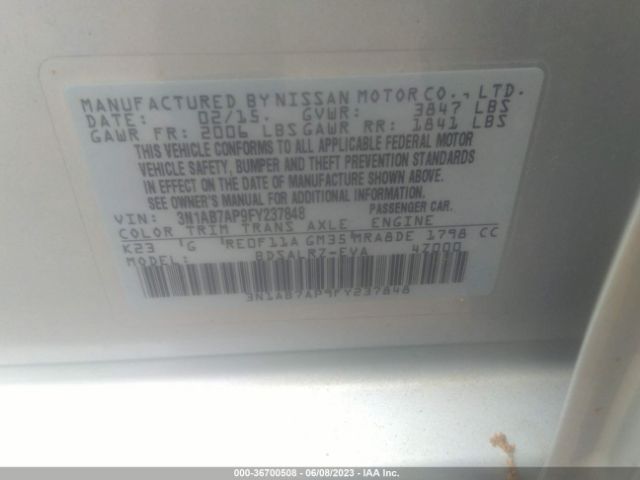 MANUFACTURED BY NISSAN MOTOR CO., LTD.
DATE: 02/15. GVWR: 3847 LBS
GAWR FR: 2006 LBS GAWR RR: 1841 LBS
THIS VEHICLE CONFORMS TO ALL APPLICABLE FEDERAL MOTOR
VEHICLE SAFETY, BUMPER AND THEFT PREVENTION STANDARDS
IN EFFECT ON THE DATE OF MANUFACTURE SHOWN ABOVE.
SEE OWNER'S MANUAL FOR ADDITIONAL INFORMATION.
VIN: 3N1AB7AP9FY237848 PASSENGER CAR
COLOR TRIM TRANS AXLE ENGINE
K23 G RE0F11A GM35 MRA8DE 1798 CC
MODEL: BDSALRZ-EVA 47000
3N1AB7AP9FY237848
000-36700508 - 06/08/2023 - IAA Inc.